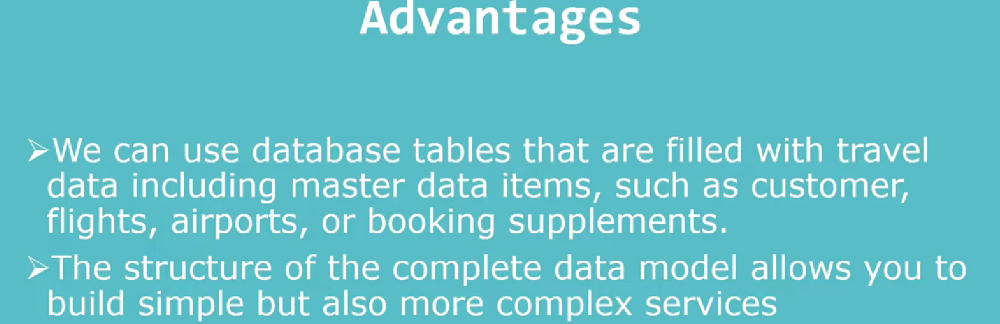 Advantages
➢We can use database tables that are filled with travel
data including master data items, such as customer,
flights, airports, or booking supplements.
➢The structure of the complete data model allows you to
build simple but also more complex services